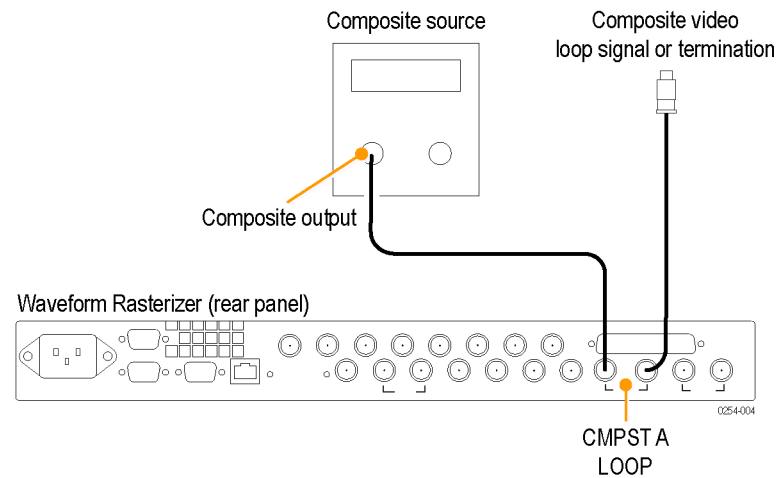 Composite source
Composite video
loop signal or termination
Composite output
Waveform Rasterizer (rear panel)
0254-004
CMPST A
LOOP